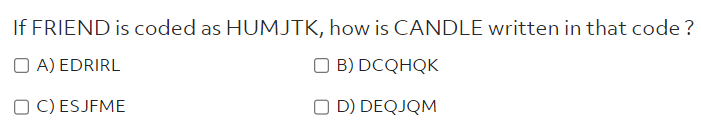 If FRIEND is coded as HUMJTK, how is CANDLE written in that code ?
A) EDRIRL B) DCQHQK
C) ESJFME D) DEQJQM